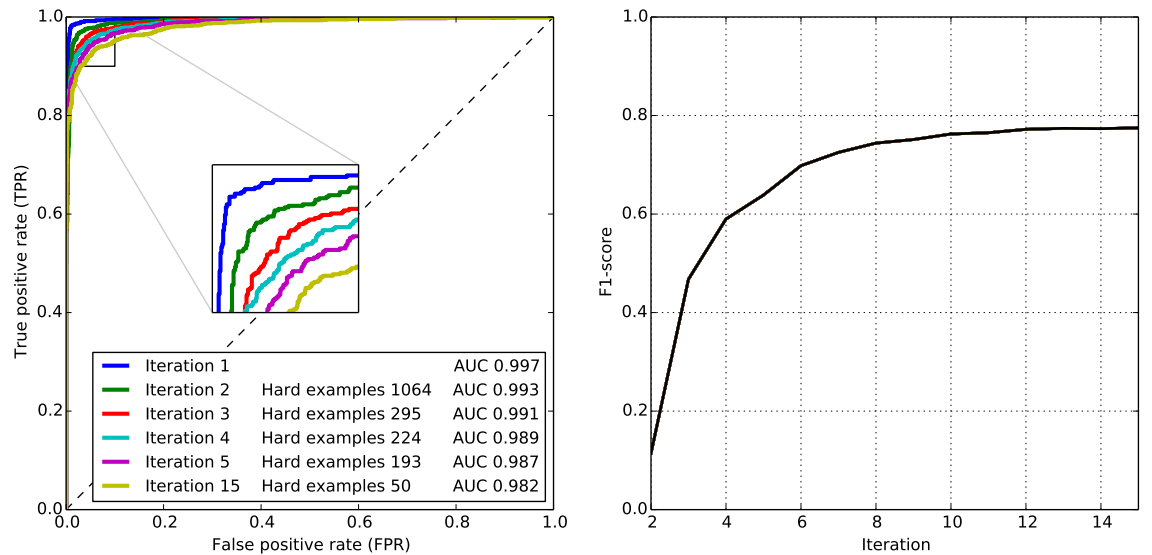 1.0
0.8
0.6
0.4
0.2
0.0
True positive rate (TPR)
Iteration 1 AUC 0.997
Iteration 2 Hard examples 1064 AUC 0.993
Iteration 3 Hard examples 295 AUC 0.991
Iteration 4 Hard examples 224 AUC 0.989
Iteration 5 Hard examples 193 AUC 0.987
Iteration 15 Hard examples 50 AUC 0.982
0.0 0.2 0.4 0.6 0.8 1.0
False positive rate (FPR)
1.0
0.8
0.6
0.4
0.2
0.0
F1-score
2 4 6 8 10 12 14
Iteration